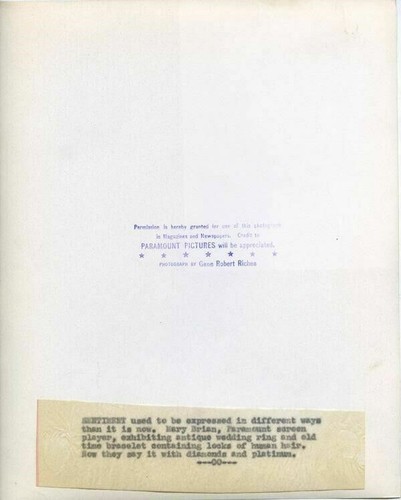 Permission is hereby granted for use of this photograph
in Magazines and Newspapers. Credit to
PARAMOUNT PICTURES will be appreciated.
★ ★ ★ ★ ★ ★ ★
PHOTOGRAPH BY Gene Robert Richee
SENTIMENT used to be expressed in different ways
than it is now. Mary Brian, Paramount screen
player, exhibiting antique wedding ring and old
time bracelet containing locks of human hair.
Now they say it with diamonds and platinum.
---OO---